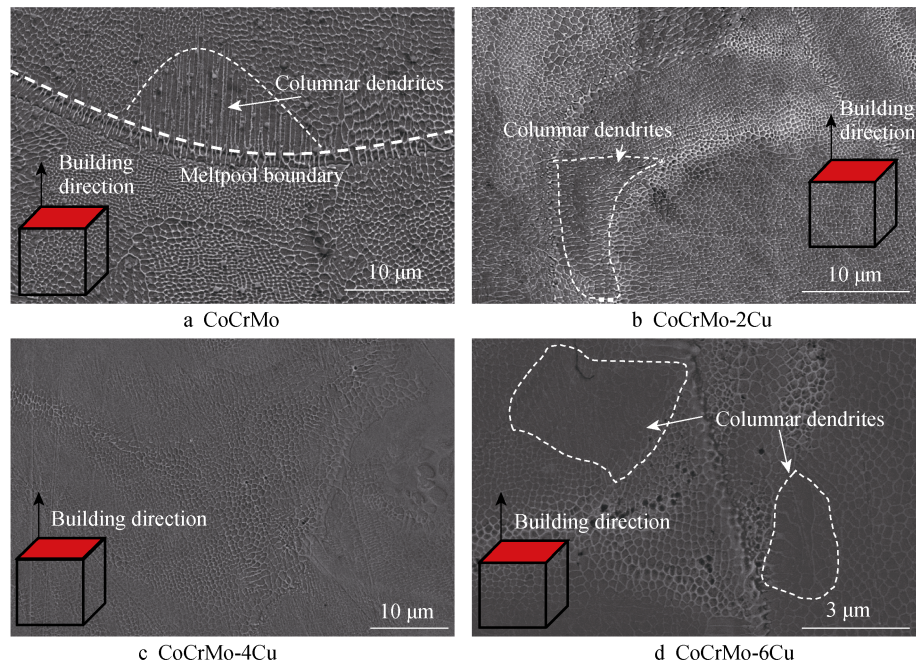 Columnar dendrites
Meltpool boundary
Building
direction
10 μm
a CoCrMo
Building
direction
Columnar dendrites
10 μm
b CoCrMo-2Cu
Building direction
10 μm
c CoCrMo-4Cu
Columnar dendrites
Building direction
3 μm
d CoCrMo-6Cu